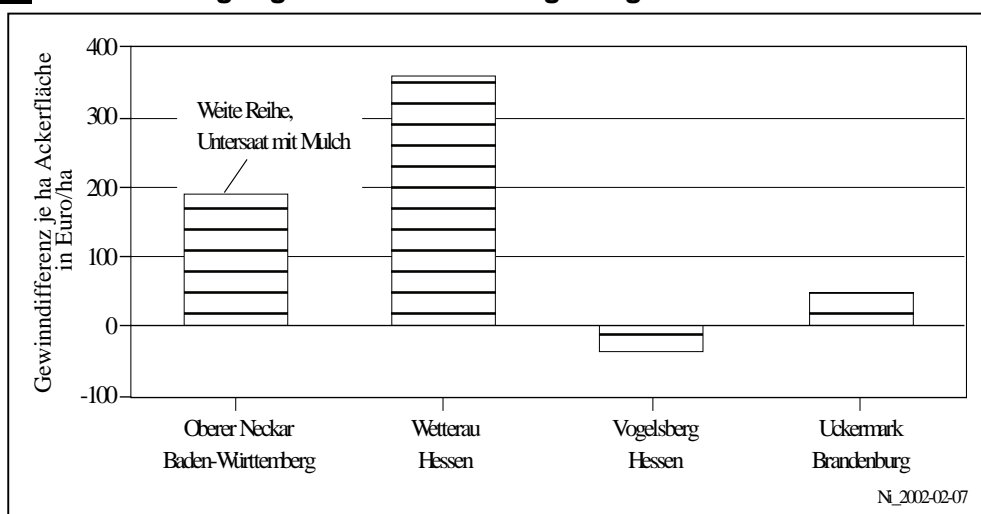 400
300
200
100
0
-100
Gewinndifferenz je ha Ackerfläche
in Euro/ha
Weite Reihe,
Untersaat mit Mulch
Oberer Neckar
Baden-Württemberg
Wetterau
Hessen
Vogelsberg
Hessen
Uckermark
Brandenburg
Ni_2002-02-07